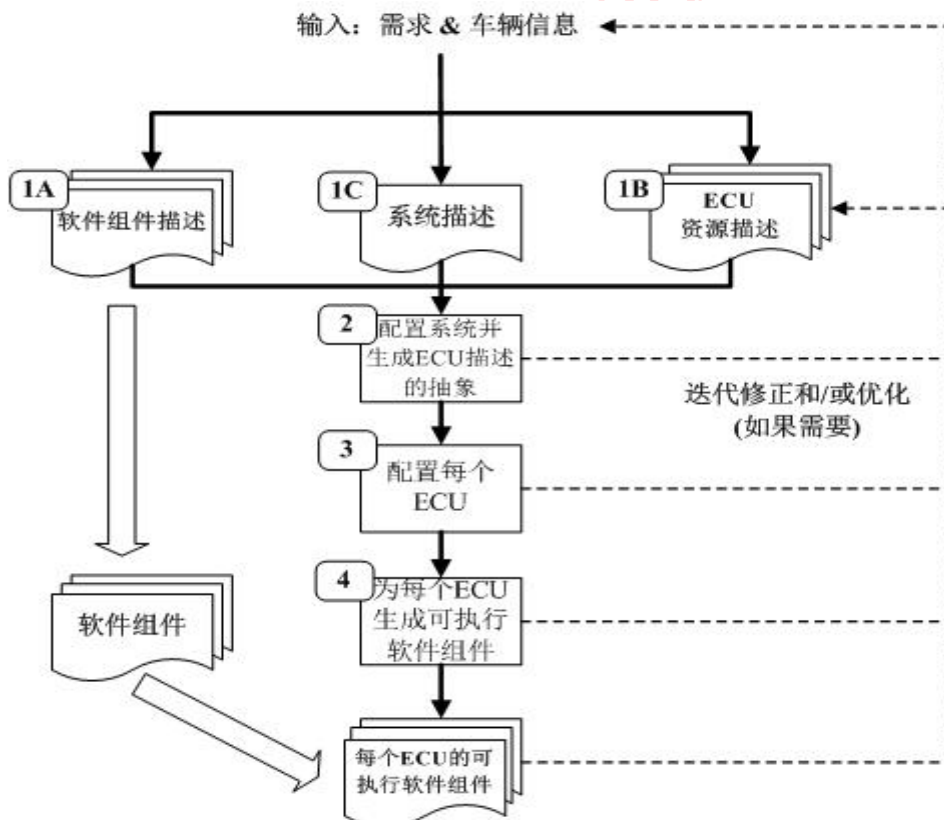 输入：需求 & 车辆信息
1A
软件组件描述
1C
系统描述
1B
ECU
资源描述
2
配置系统并
生成ECU描述
的抽象
迭代修正和/或优化
(如果需要)
3
配置每个
ECU
4
为每个ECU
生成可执行
软件组件
软件组件
每个ECU的可
执行软件组件